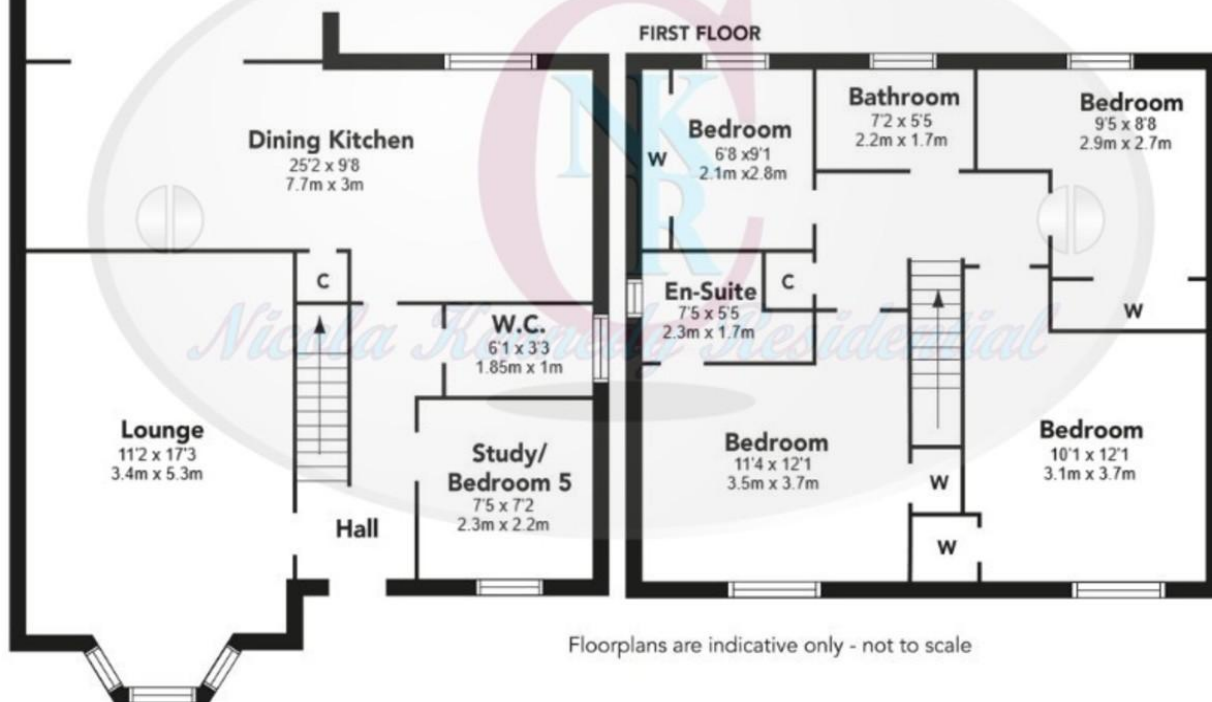 FIRST FLOOR
Dining Kitchen
25'2 x 9'8
7.7m x 3m
C
W.C.
6'1 x 3'3
1.85m x 1m
Lounge
11'2 x 17'3
3.4m x 5.3m
Study/
Bedroom 5
7'5 x 7'2
2.3m x 2.2m
Hall
W
Bedroom
6'8 x9'1
2.1m x2.8m
Bathroom
7'2 x 5'5
2.2m x 1.7m
Bedroom
9'5 x 8'8
2.9m x 2.7m
En-Suite
7'5 x 5'5
2.3m x 1.7m
C
W
Bedroom
11'4 x 12'1
3.5m x 3.7m
W
W
Bedroom
10'1 x 12'1
3.1m x 3.7m
Nicola Kennedy Residential
NK
R
C
Floorplans are indicative only - not to scale